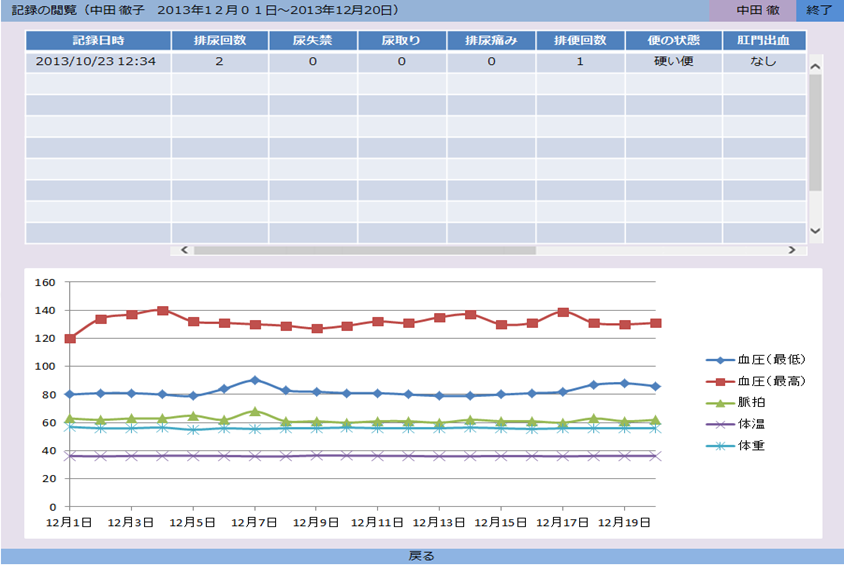 記録の閲覧（中田 徹子　2013年１２月０１日～2013年12月20日） 中田 徹 終了
記録日時 排尿回数 尿失禁 尿取り 排尿痛み 排便回数 便の状態 肛門出血
2013/10/23 12:34 2 0 0 0 1 硬い便 なし
160
140
120
100
80
60
40
20
0
12月1日 12月3日 12月5日 12月7日 12月9日 12月11日 12月13日 12月15日 12月17日 12月19日
血圧(最低)
血圧(最高)
脈拍
体温
体重
戻る